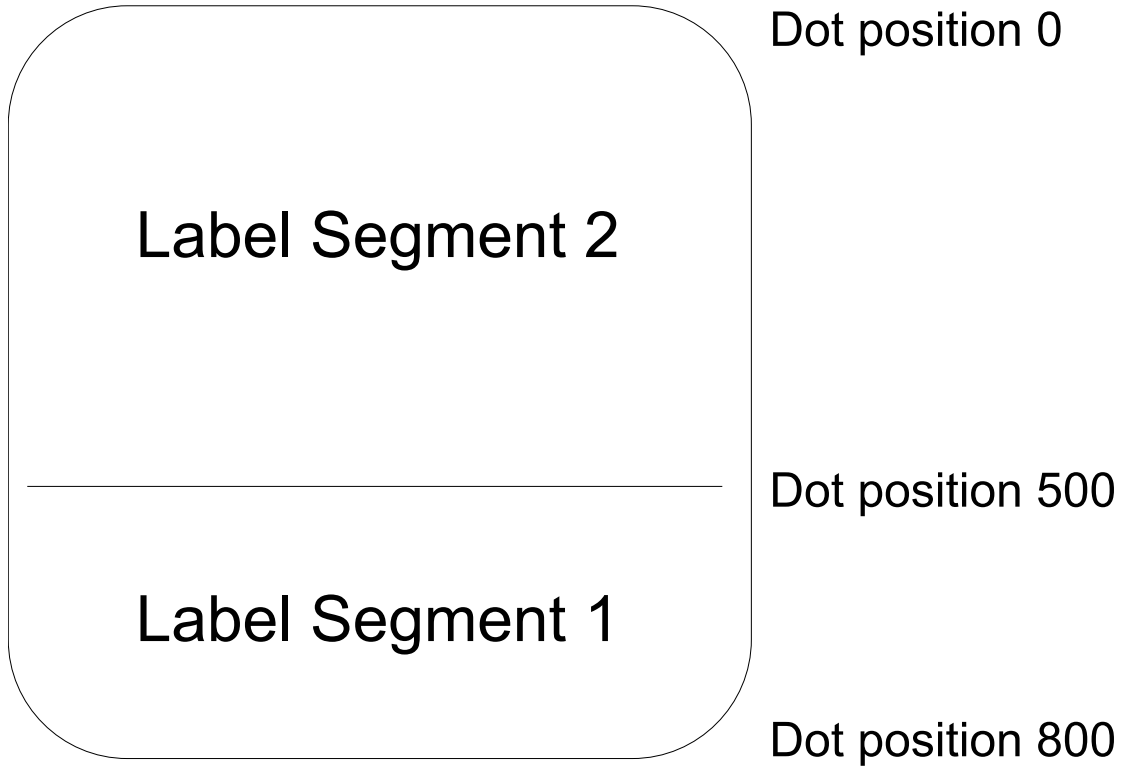 Dot position 0
Label Segment 2
Dot position 500
Label Segment 1
Dot position 800